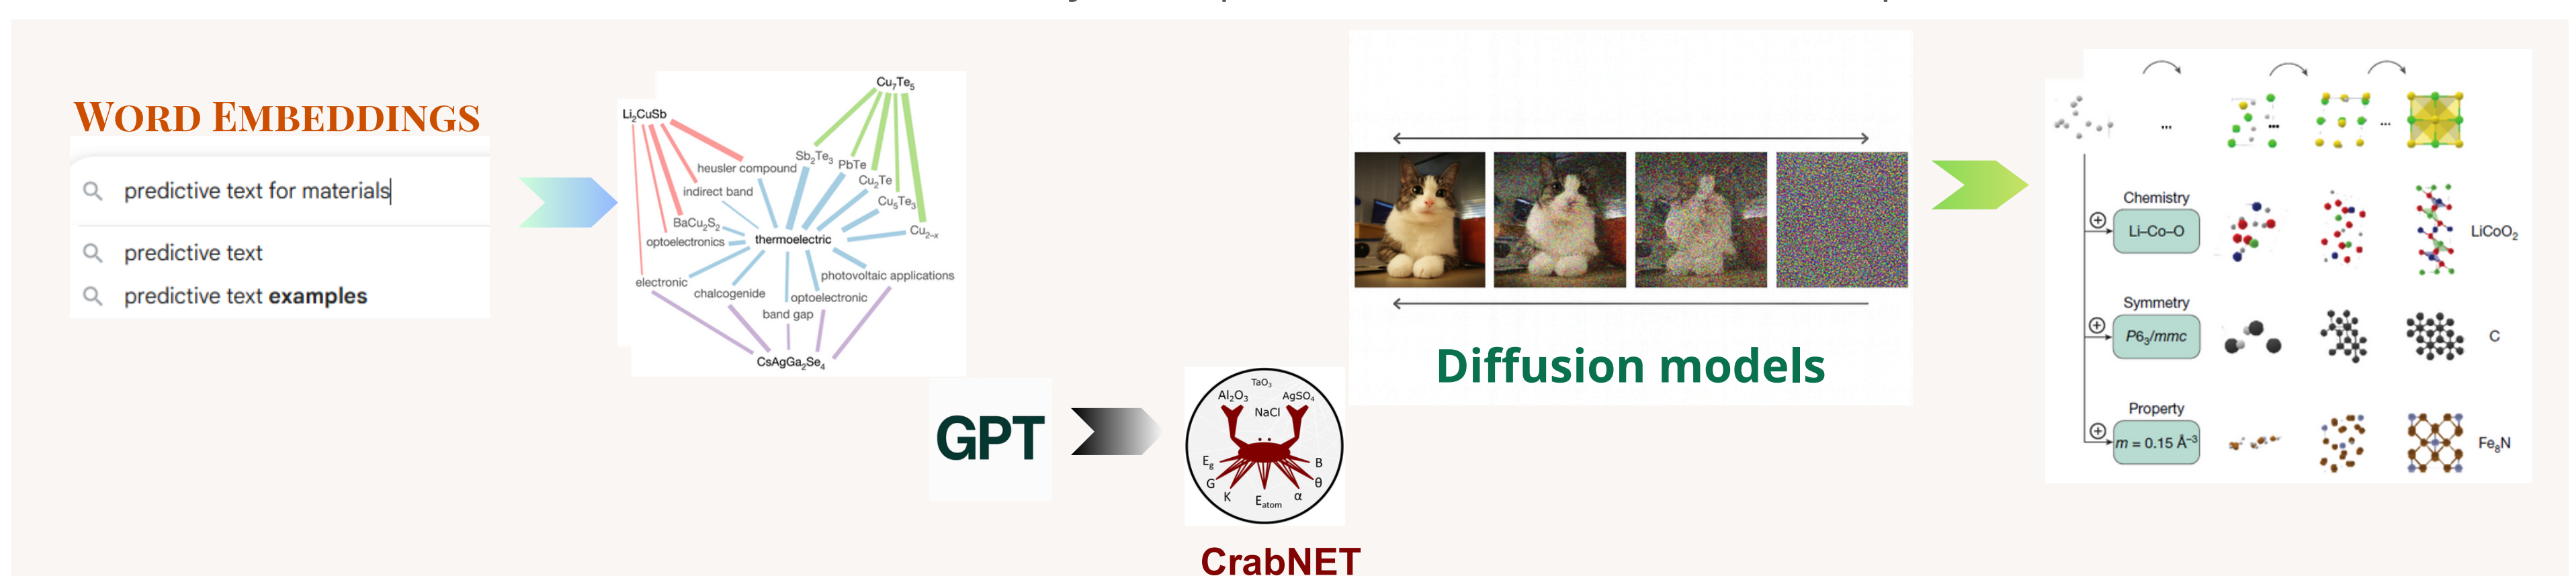 WORD EMBEDDINGS
predictive text for materials
predictive text
predictive text examples
Cu₇Te₅
Li₂CuSb
Sb₂Te₃
PbTe
heusler compound
Cu₂Te
indirect band
Cu₅Te₃
BaCu₂S₂
Cu₂₋ₓ
optoelectronics
thermoelectric
photovoltaic applications
electronic
chalcogenide
optoelectronic
band gap
CsAgGa₂Se₄
GPT
TaO₃
Al₂O₃
AgSO₄
NaCl
E_g
B
G
θ
K
E_atom
α
CrabNET
Diffusion models
...
...
...
Chemistry
Li–Co–O
LiCoO₂
Symmetry
P6₃/mmc
C
Property
m = 0.15 Å⁻³
Fe₈N